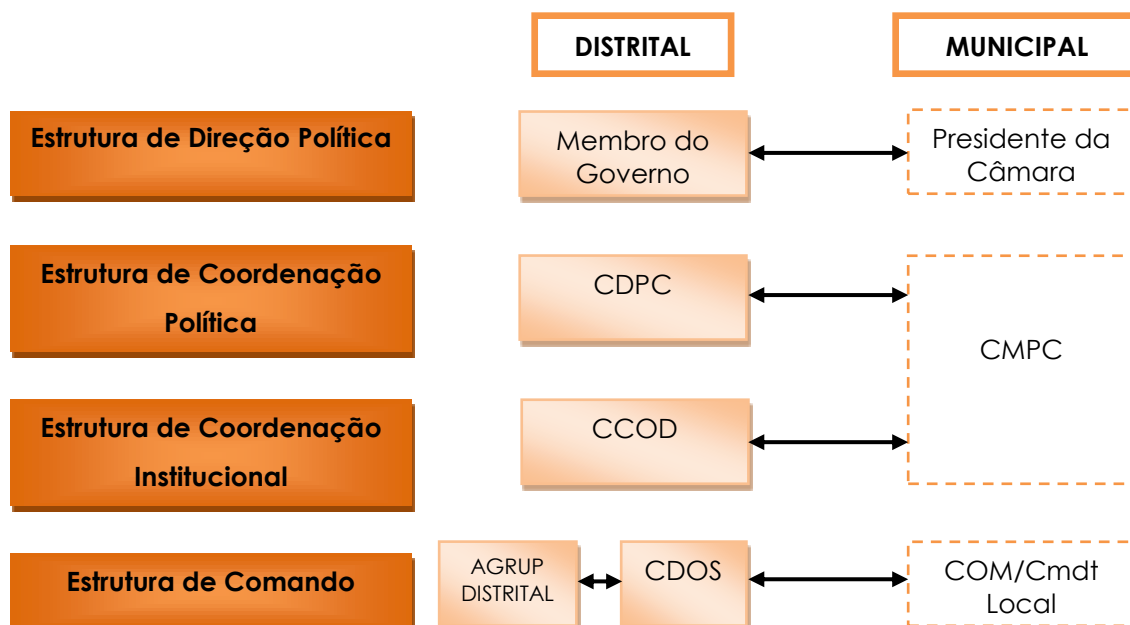 DISTRITAL
MUNICIPAL
Estrutura de Direção Política
Membro do
Governo
Presidente da
Câmara
Estrutura de Coordenação
Política
CDPC
CMPC
Estrutura de Coordenação
Institucional
CCOD
Estrutura de Comando
AGRUP
DISTRITAL
CDOS
COM/Cmdt
Local